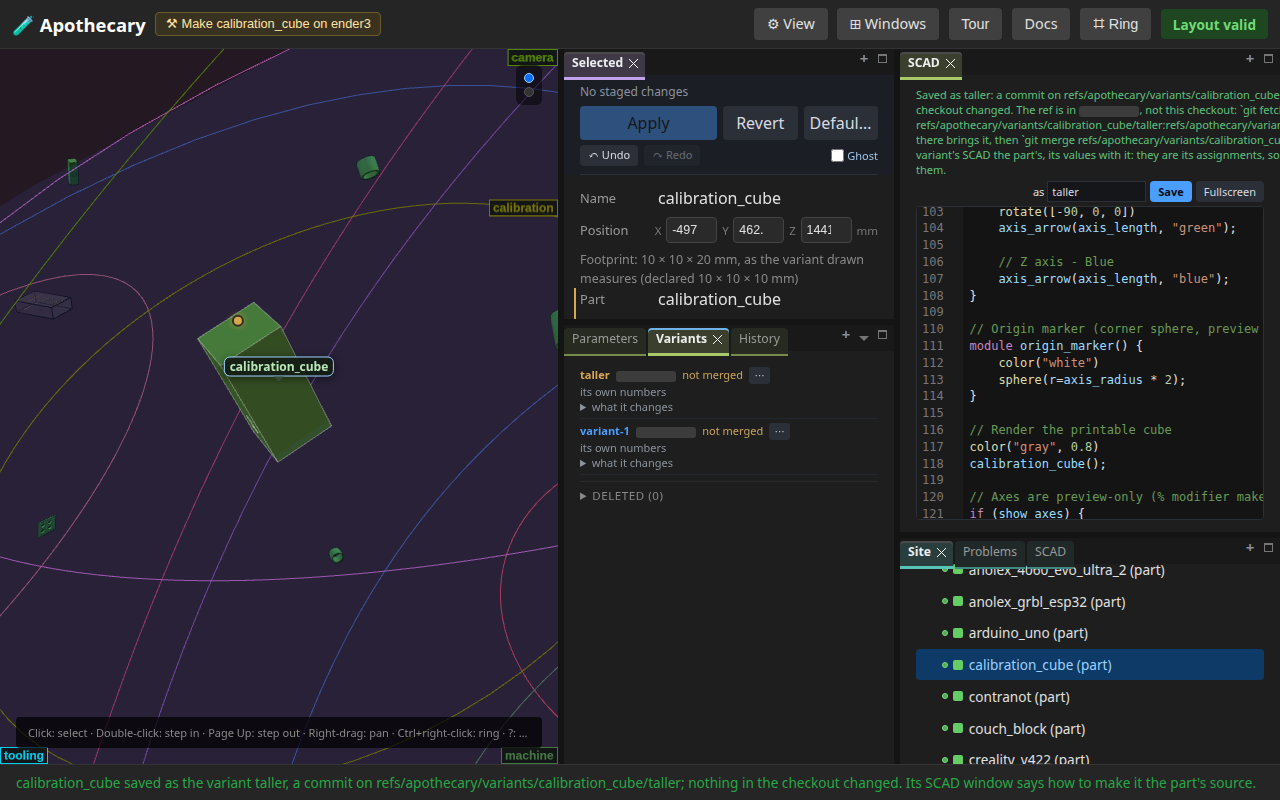 Apothecary
⚒ Make calibration_cube on ender3
⚙ View
⊞ Windows
Tour
Docs
⌗ Ring
Layout valid
camera
calibration
calibration_cube
Click: select · Double-click: step in · Page Up: step out · Right-drag: pan · Ctrl+right-click: ring · ?: ...
tooling
machine
Selected
No staged changes
Apply
Revert
Defaul...
↶ Undo
↷ Redo
Ghost
Name
calibration_cube
Position
X
-497
Y
462.
Z
1441
mm
Footprint: 10 × 10 × 20 mm, as the variant drawn
measures (declared 10 × 10 × 10 mm)
Part
calibration_cube
Parameters
Variants
History
taller
not merged
...
its own numbers
▶ what it changes
variant-1
not merged
...
its own numbers
▶ what it changes
▶ DELETED (0)
SCAD
Saved as taller: a commit on refs/apothecary/variants/calibration_cube
checkout changed. The ref is in
, not this checkout: `git fetc
refs/apothecary/variants/calibration_cube/taller:refs/apothecary/varian
there brings it, then `git merge refs/apothecary/variants/calibration_cu
variant's SCAD the part's, its values with it: they are its assignments, so
them.
as
taller
Save
Fullscreen
103 rotate([-90, 0, 0])
104 axis_arrow(axis_length, "green");
105
106 // Z axis - Blue
107 axis_arrow(axis_length, "blue");
108 }
109
110 // Origin marker (corner sphere, preview
111 module origin_marker() {
112 color("white")
113 sphere(r=axis_radius * 2);
114 }
115
116 // Render the printable cube
117 color("gray", 0.8)
118 calibration_cube();
119
120 // Axes are preview-only (% modifier make
121 if (show_axes) {
Site
Problems
SCAD
anolex_4060_evo_ultra_2 (part)
anolex_grbl_esp32 (part)
arduino_uno (part)
calibration_cube (part)
contranot (part)
couch_block (part)
creality_v422 (part)
calibration_cube saved as the variant taller, a commit on refs/apothecary/variants/calibration_cube/taller; nothing in the checkout changed. Its SCAD window says how to make it the part's source.